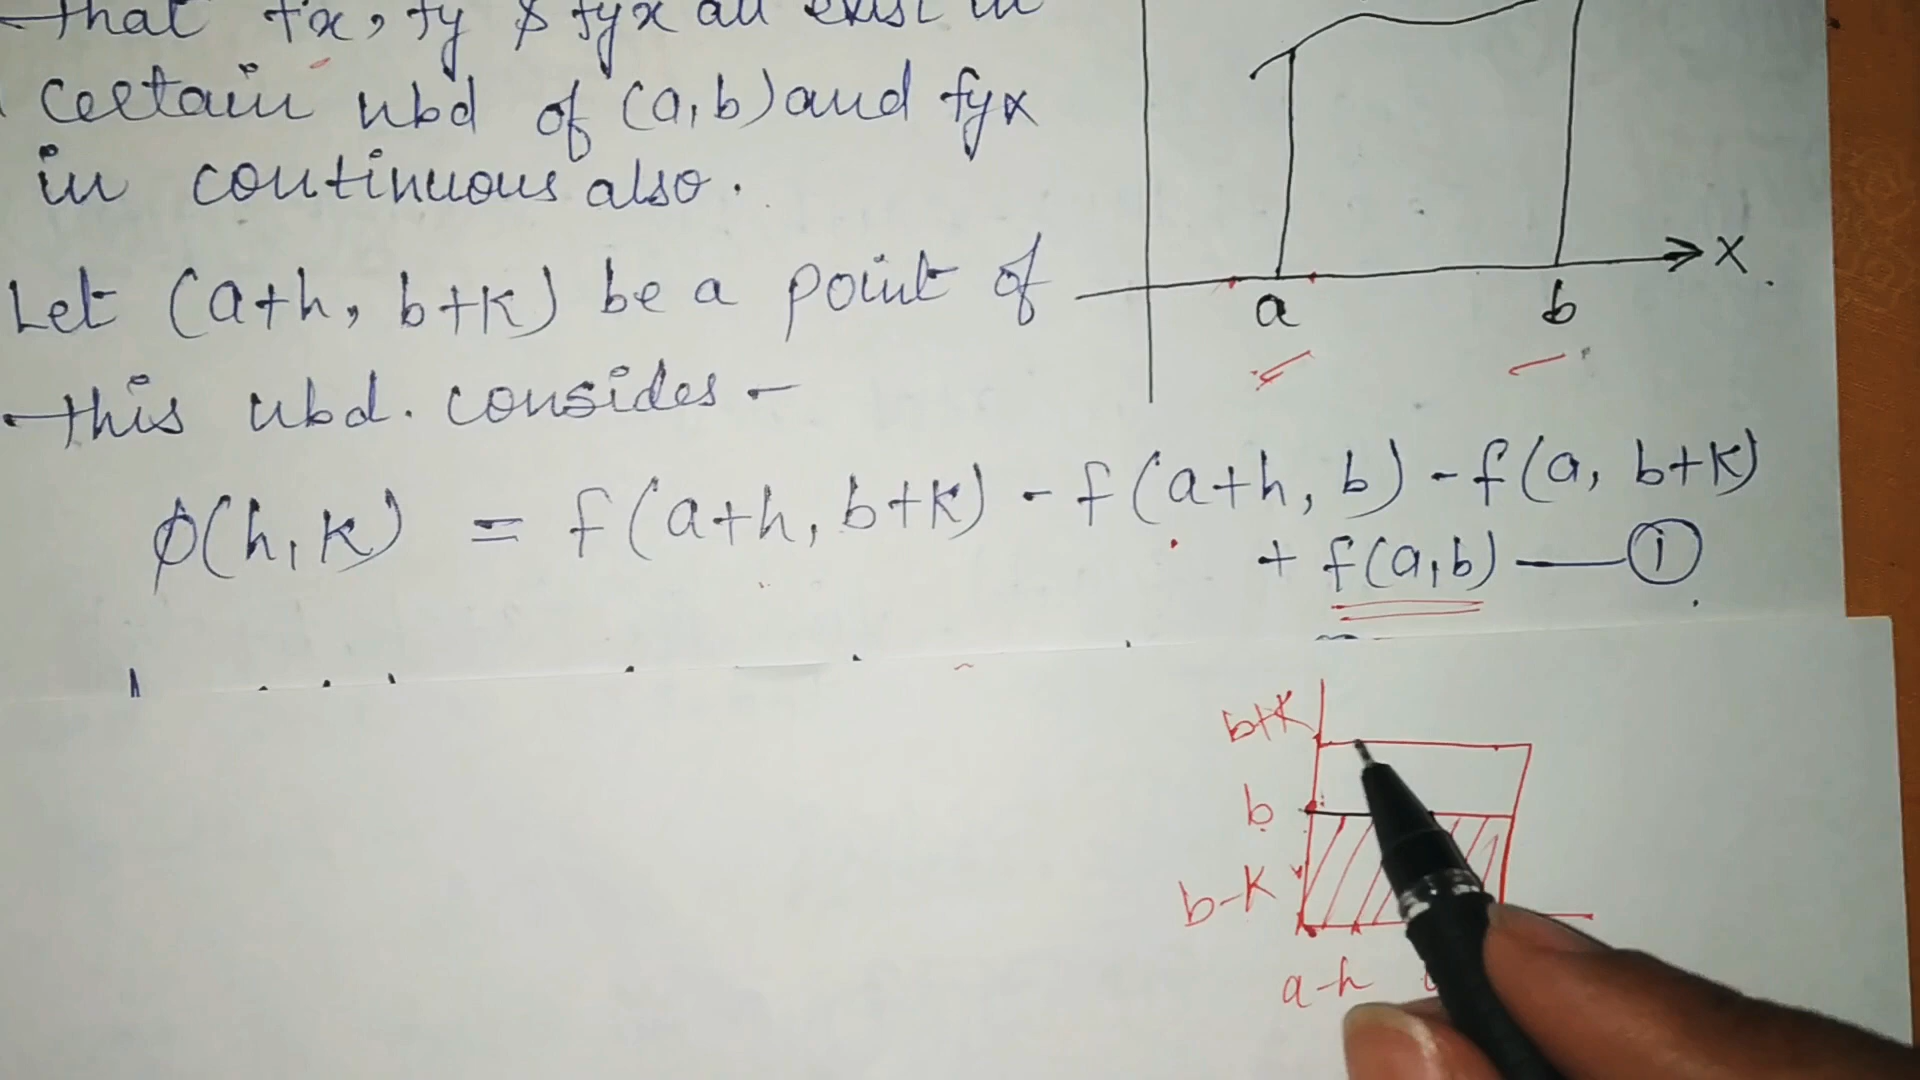 that fx, fy & fyx all exist in
certain nbd of (a,b) and fyx
in continuous also.
Let (a+h, b+k) be a point of
this nbd. consider -
φ(h,k) = f(a+h, b+k) - f(a+h, b) - f(a, b+k)
+ f(a,b) — ①
X
a b
b+k
b
b-k
a-h